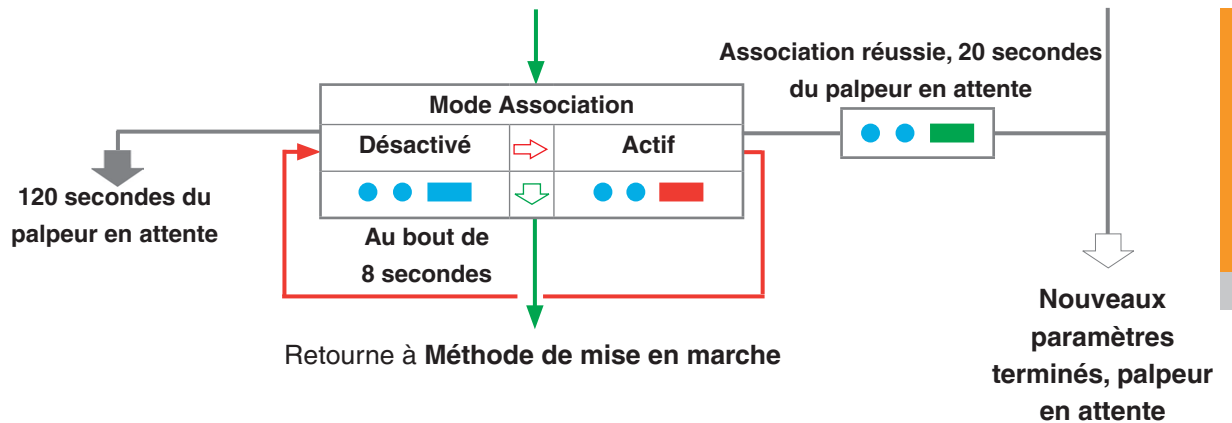 Association réussie, 20 secondes
du palpeur en attente
Mode Association
Désactivé
Actif
120 secondes du
palpeur en attente
Au bout de
8 secondes
Retourne à Méthode de mise en marche
Nouveaux
paramètres
terminés, palpeur
en attente